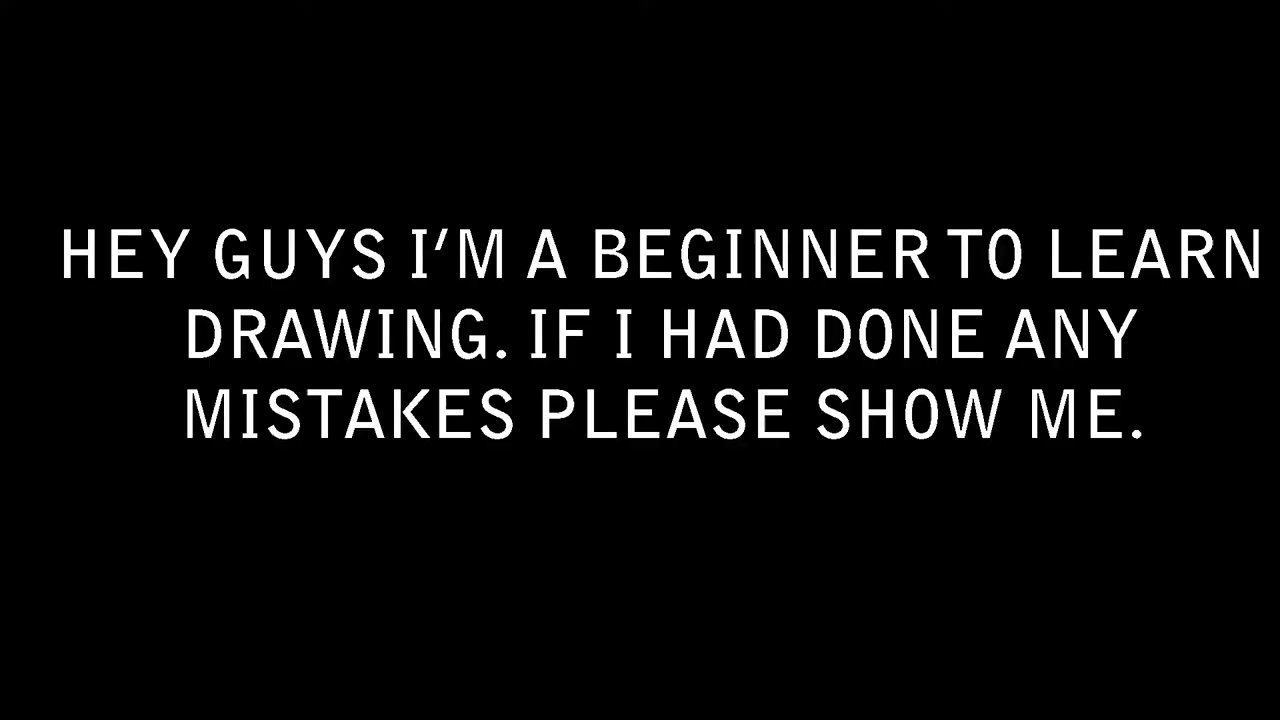 HEY GUYS I'M A BEGINNER TO LEARN
DRAWING. IF I HAD DONE ANY
MISTAKES PLEASE SHOW ME.